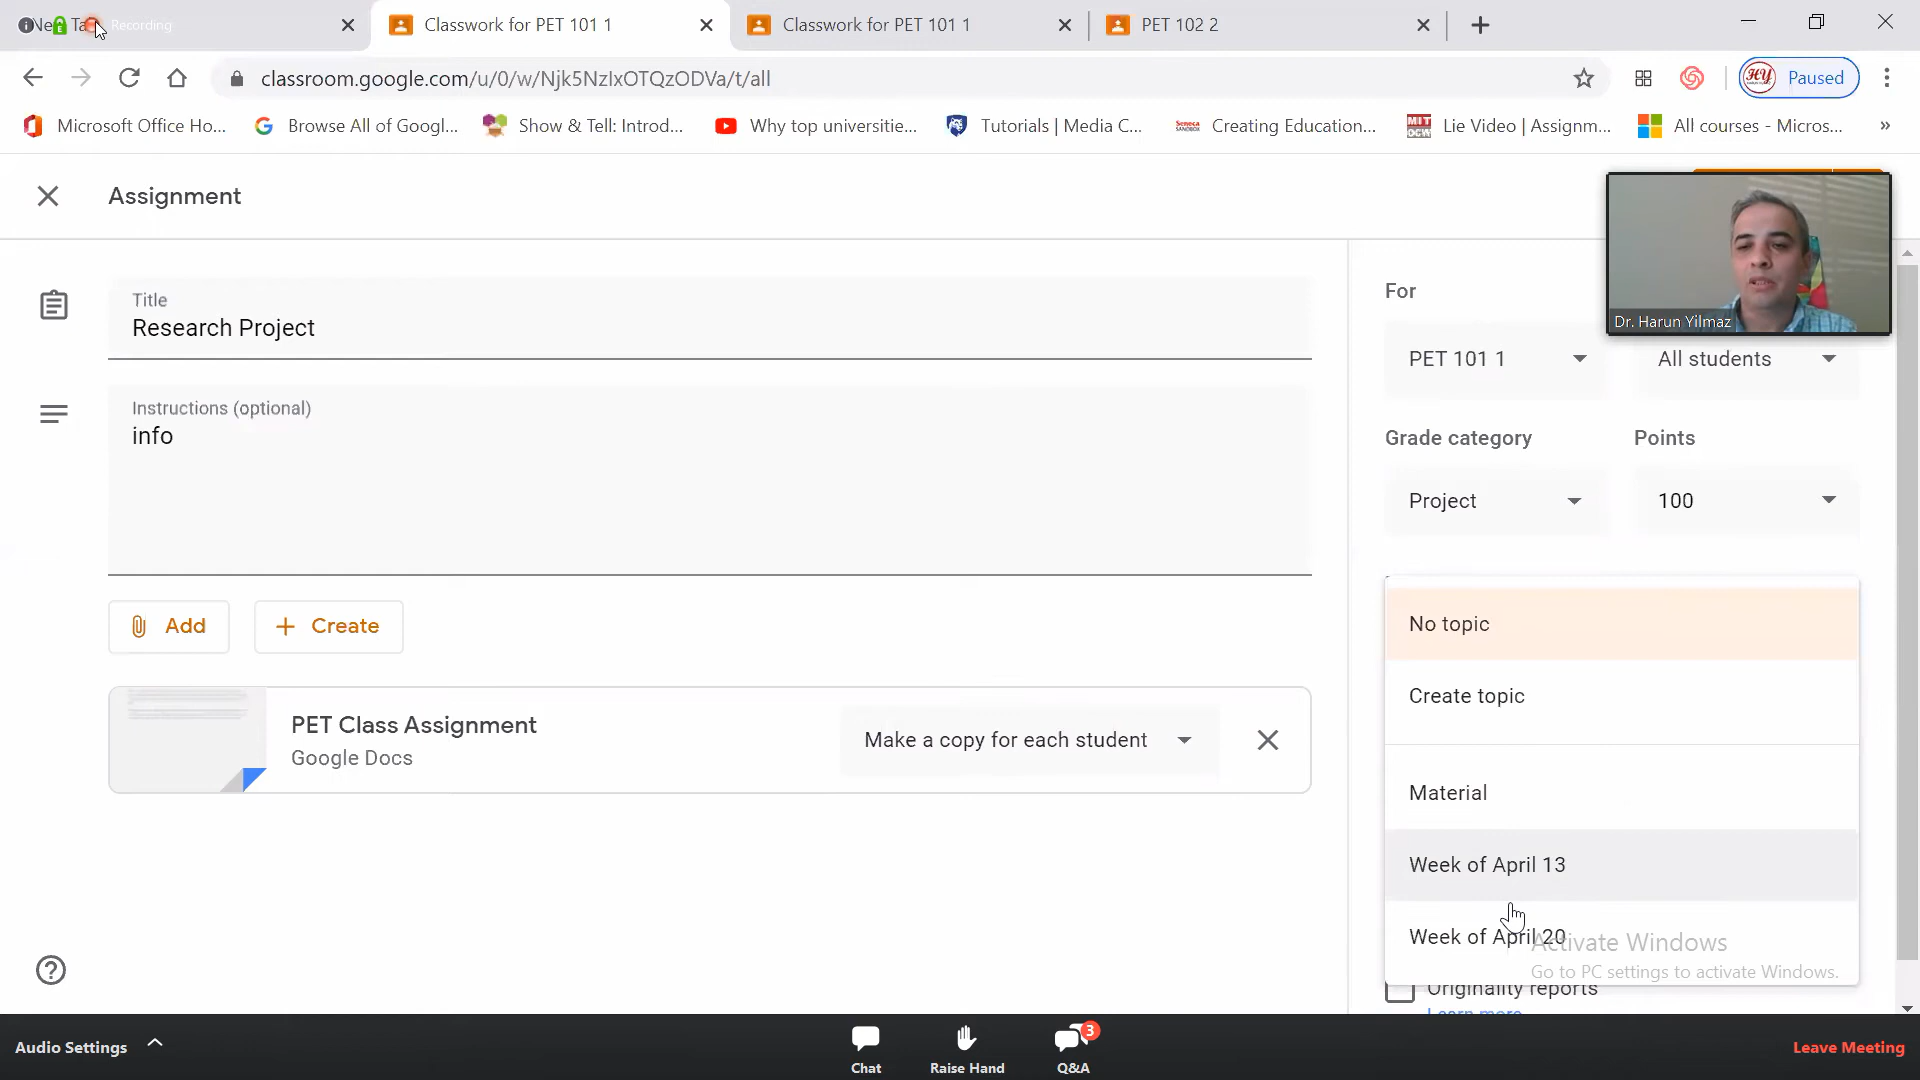 Recording
Classwork for PET 101 1
Classwork for PET 101 1
PET 102 2
classroom.google.com/u/0/w/Njk5NzIxOTQzODVa/t/all
Paused
Microsoft Office Ho...
Browse All of Googl...
Show & Tell: Introd...
Why top universitie...
Tutorials | Media C...
Creating Education...
Lie Video | Assignm...
All courses - Micros...
»
Assignment
Dr. Harun Yilmaz
Title
Research Project
Instructions (optional)
info
Add
Create
PET Class Assignment
Google Docs
Make a copy for each student
For
PET 101 1
All students
Grade category
Points
Project
100
No topic
Create topic
Material
Week of April 13
Week of April 20
Activate Windows
Go to PC settings to activate Windows.
Originality reports
Learn more
Audio Settings
Chat
Raise Hand
3
Q&A
Leave Meeting